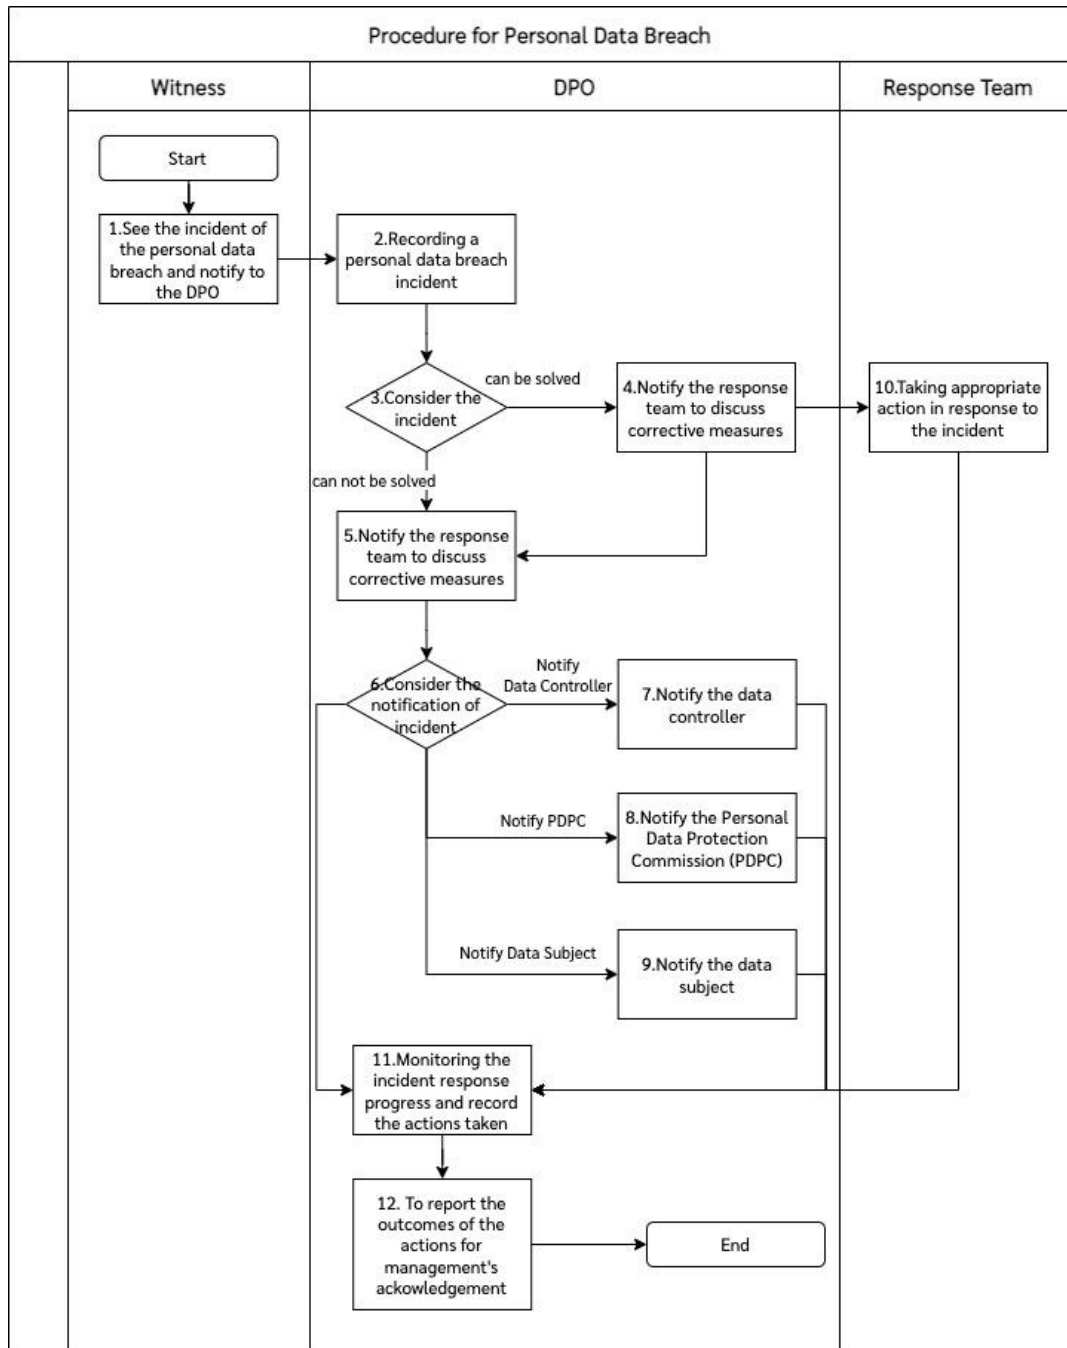 Procedure for Personal Data Breach
Witness
DPO
Response Team
Start
1.See the incident of
the personal data
breach and notify to
the DPO
2.Recording a
personal data breach
incident
3.Consider the
incident
can be solved
4.Notify the response
team to discuss
corrective measures
10.Taking appropriate
action in response to
the incident
can not be solved
5.Notify the response
team to discuss
corrective measures
6.Consider the
notification of
incident
Notify
Data Controller
7.Notify the data
controller
Notify PDPC
8.Notify the Personal
Data Protection
Commission (PDPC)
Notify Data Subject
9.Notify the data
subject
11.Monitoring the
incident response
progress and record
the actions taken
12. To report the
outcomes of the
actions for
management's
ackowledgement
End